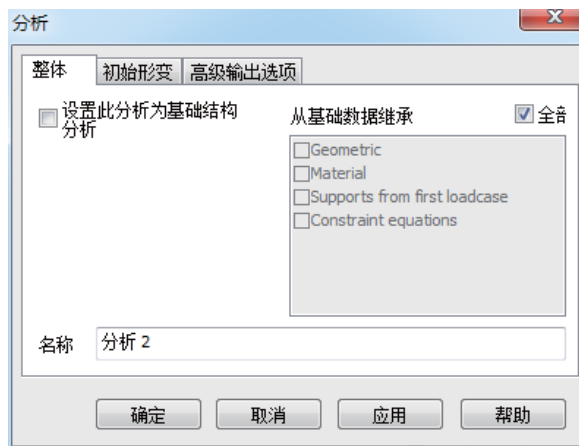 分析
整体
初始形变
高级输出选项
设置此分析为基础结构
分析
从基础数据继承
全
Geometric
Material
Supports from first loadcase
Constraint equations
名称
分析 2
确定
取消
应用
帮助